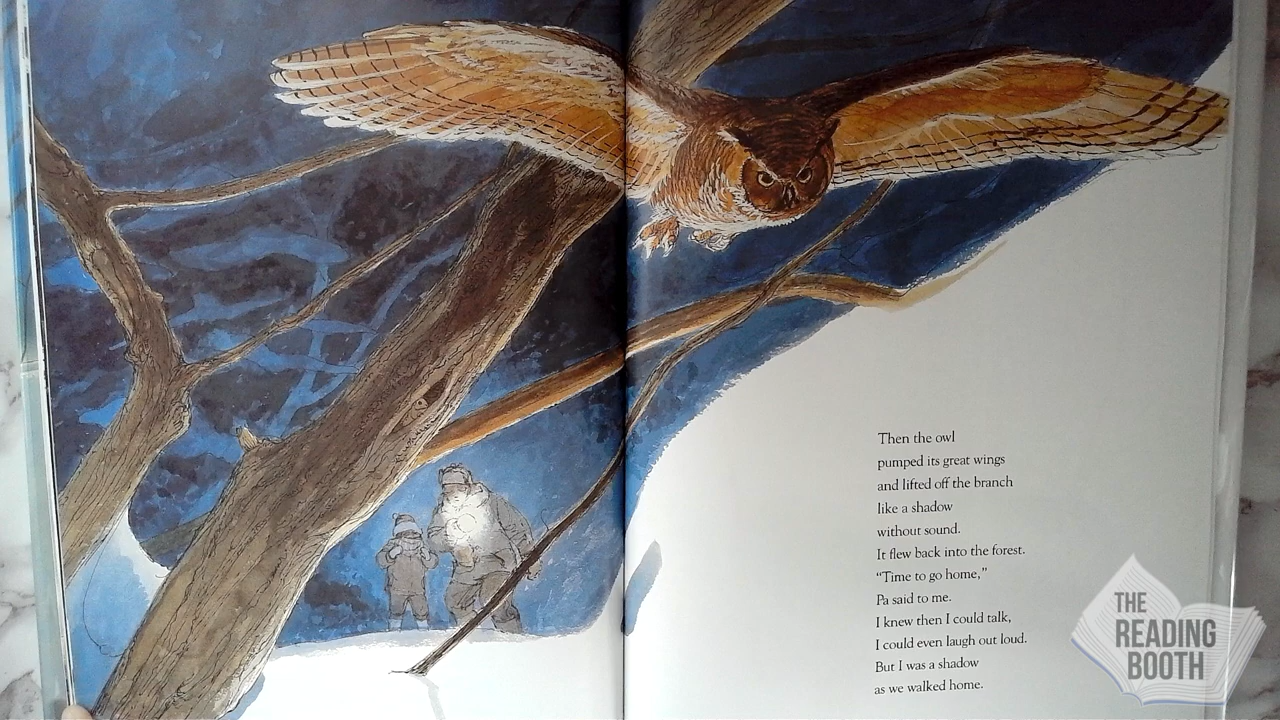 Then the owl
pumped its great wings
and lifted off the branch
like a shadow
without sound.
It flew back into the forest.
“Time to go home,”
Pa said to me.
I knew then I could talk,
I could even laugh out loud.
But I was a shadow
as we walked home.
THE
READING
BOOTH